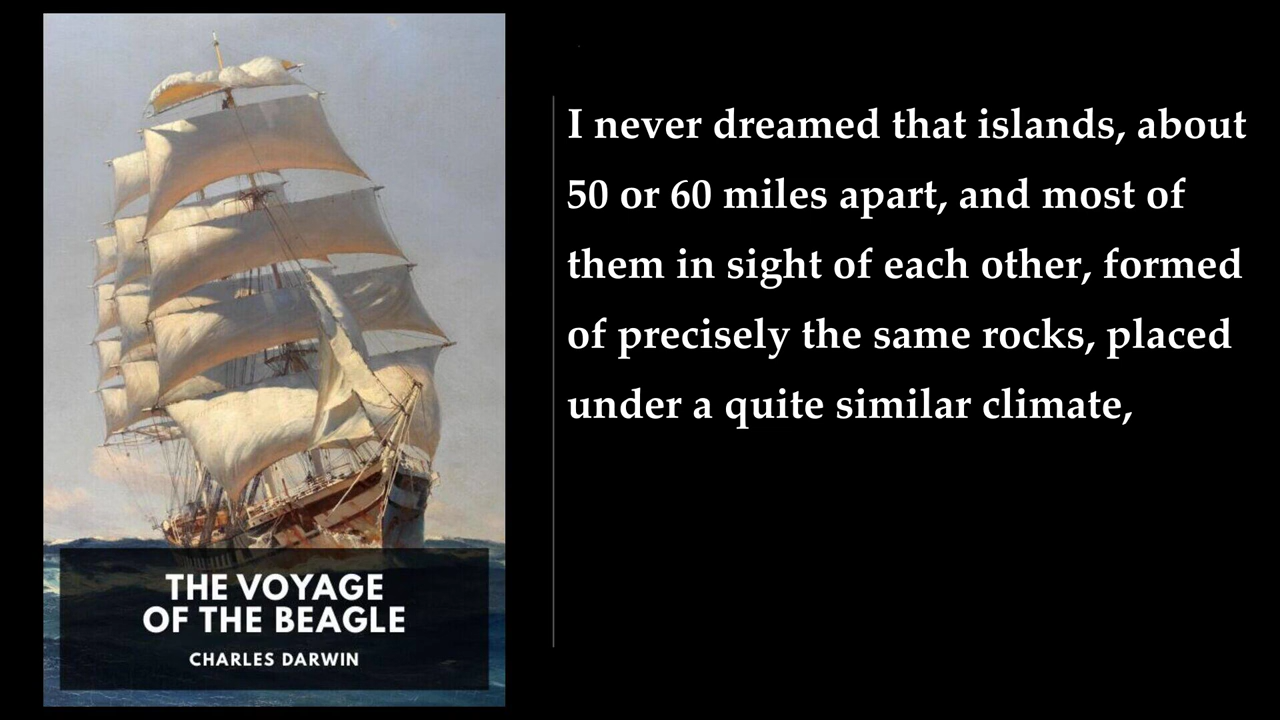 THE VOYAGE
OF THE BEAGLE
CHARLES DARWIN
I never dreamed that islands, about
50 or 60 miles apart, and most of
them in sight of each other, formed
of precisely the same rocks, placed
under a quite similar climate,